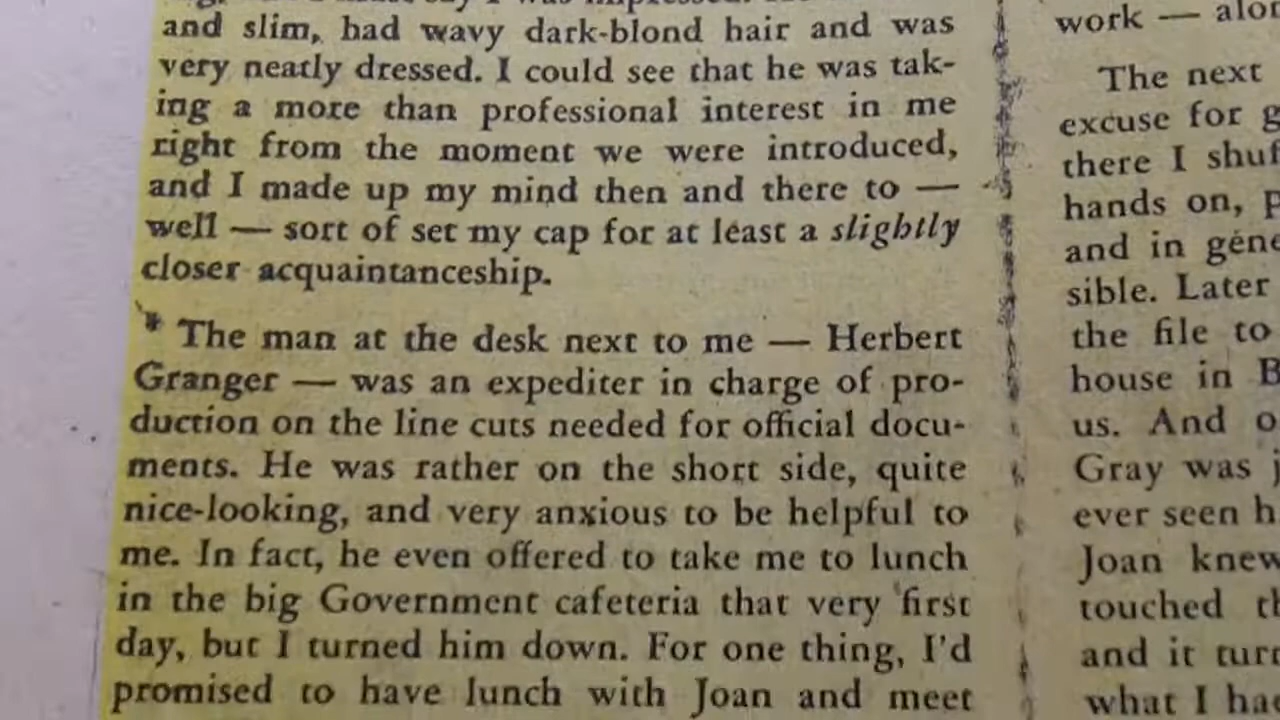 and slim, had wavy dark-blond hair and was
very neatly dressed. I could see that he was tak-
ing a more than professional interest in me
right from the moment we were introduced,
and I made up my mind then and there to —
well — sort of set my cap for at least a slightly
closer acquaintanceship.
The man at the desk next to me — Herbert
Granger — was an expediter in charge of pro-
duction on the line cuts needed for official docu-
ments. He was rather on the short side, quite
nice-looking, and very anxious to be helpful to
me. In fact, he even offered to take me to lunch
in the big Government cafeteria that very first
day, but I turned him down. For one thing, I'd
promised to have lunch with Joan and meet
work —
The next
excuse for
there I
hands on,
and in
sible. Later
the file to
house in
us. And
Gray was
ever seen
Joan knew
touched
and it
what I